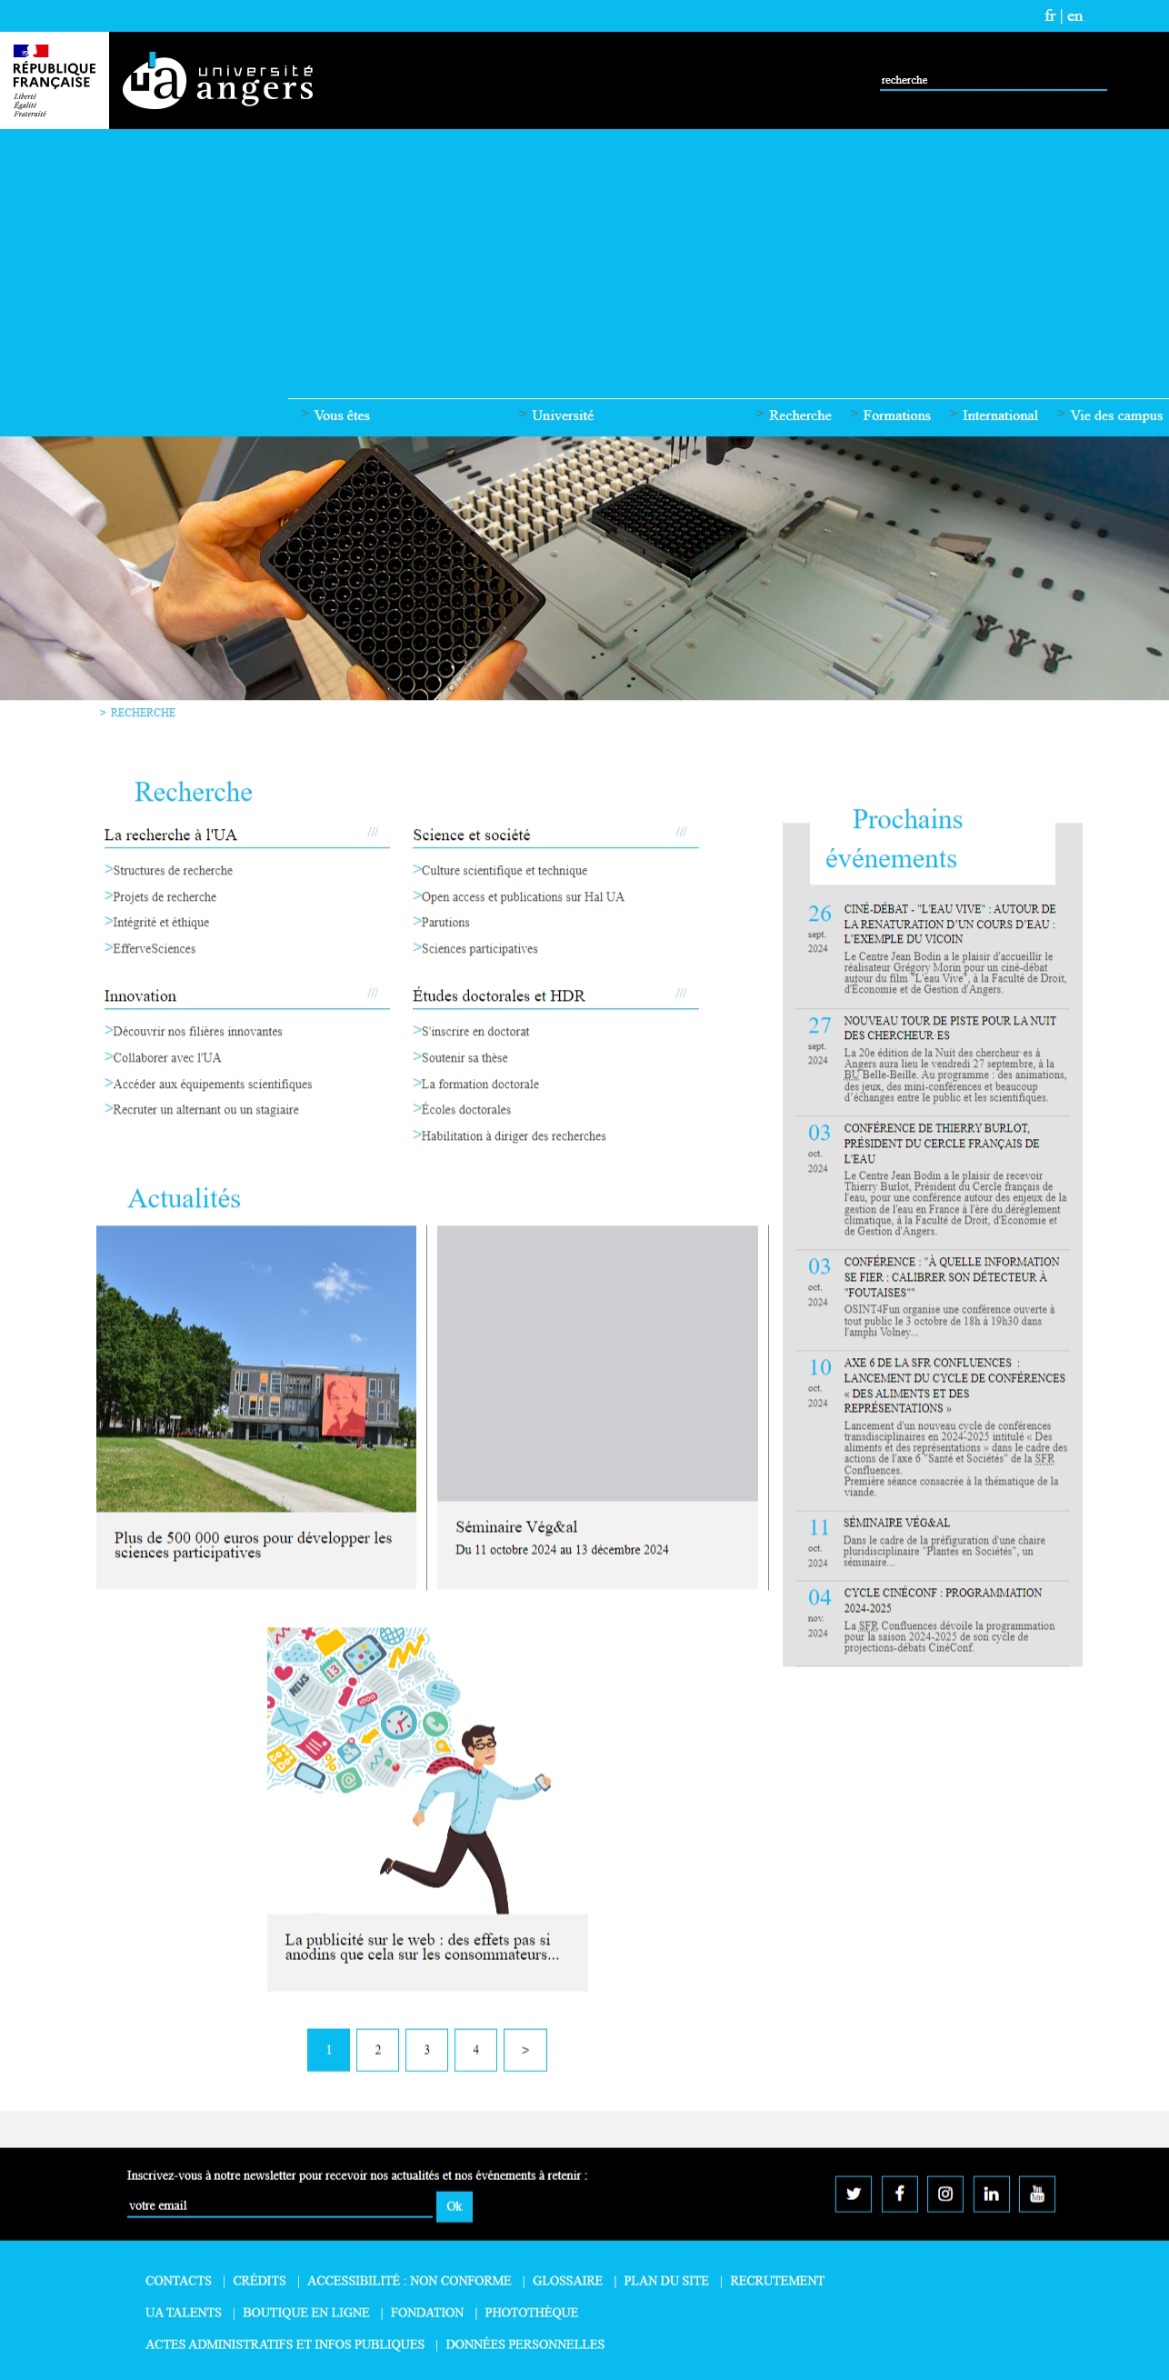 fr | en
RÉPUBLIQUE
FRANÇAISE
Liberté
Égalité
Fraternité
ua université
angers
recherche
> Vous êtes > Université > Recherche > Formations > International > Vie des campus
> RECHERCHE
Recherche
La recherche à l'UA ///
>Structures de recherche
>Projets de recherche
>Intégrité et éthique
>EfferveSciences
Science et société ///
>Culture scientifique et technique
>Open access et publications sur Hal UA
>Parutions
>Sciences participatives
Innovation ///
>Découvrir nos filières innovantes
>Collaborer avec l'UA
>Accéder aux équipements scientifiques
>Recruter un alternant ou un stagiaire
Études doctorales et HDR ///
>S'inscrire en doctorat
>Soutenir sa thèse
>La formation doctorale
>Écoles doctorales
>Habilitation à diriger des recherches
Actualités
Plus de 500 000 euros pour développer les
sciences participatives
Séminaire Vég&al
Du 11 octobre 2024 au 13 décembre 2024
NEWS
13
1000
La publicité sur le web : des effets pas si
anodins que cela sur les consommateurs...
1 2 3 4 >
Prochains
événements
26
sept.
2024
CINÉ-DÉBAT - "L'EAU VIVE" : AUTOUR DE
LA RENATURATION D'UN COURS D'EAU :
L'EXEMPLE DU VICOIN
Le Centre Jean Bodin a le plaisir d'accueillir le
réalisateur Grégory Morin pour un ciné-débat
autour du film "L'eau Vive", à la Faculté de Droit,
d'Économie et de Gestion d'Angers.
27
sept.
2024
NOUVEAU TOUR DE PISTE POUR LA NUIT
DES CHERCHEUR·ES
La 20e édition de la Nuit des chercheur·es à
Angers aura lieu le vendredi 27 septembre, à la
BU Belle-Beille. Au programme : des animations,
des jeux, des mini-conférences et beaucoup
d'échanges entre le public et les scientifiques.
03
oct.
2024
CONFÉRENCE DE THIERRY BURLOT,
PRÉSIDENT DU CERCLE FRANÇAIS DE
L'EAU
Le Centre Jean Bodin a le plaisir de recevoir
Thierry Burlot, Président du Cercle français de
l'eau, pour une conférence autour des enjeux de la
gestion de l'eau en France à l'ère du dérèglement
climatique, à la Faculté de Droit, d'Économie et
de Gestion d'Angers.
03
oct.
2024
CONFÉRENCE : "À QUELLE INFORMATION
SE FIER : CALIBRER SON DÉTECTEUR À
"FOUTAISES""
OSINT4Fun organise une conférence ouverte à
tout public le 3 octobre de 18h à 19h30 dans
l'amphi Volney...
10
oct.
2024
AXE 6 DE LA SFR CONFLUENCES :
LANCEMENT DU CYCLE DE CONFÉRENCES
« DES ALIMENTS ET DES
REPRÉSENTATIONS »
Lancement d'un nouveau cycle de conférences
transdisciplinaires en 2024-2025 intitulé « Des
aliments et des représentations » dans le cadre des
actions de l'axe 6 "Santé et Sociétés" de la SFR
Confluences.
Première séance consacrée à la thématique de la
viande.
11
oct.
2024
SÉMINAIRE VÉG&AL
Dans le cadre de la préfiguration d'une chaire
pluridisciplinaire "Plantes en Sociétés", un
séminaire...
04
nov.
2024
CYCLE CINÉCONF : PROGRAMMATION
2024-2025
La SFR Confluences dévoile la programmation
pour la saison 2024-2025 de son cycle de
projections-débats CinéConf.
Inscrivez-vous à notre newsletter pour recevoir nos actualités et nos événements à retenir :
votre email Ok
CONTACTS | CRÉDITS | ACCESSIBILITÉ : NON CONFORME | GLOSSAIRE | PLAN DU SITE | RECRUTEMENT
UA TALENTS | BOUTIQUE EN LIGNE | FONDATION | PHOTOTHÈQUE
ACTES ADMINISTRATIFS ET INFOS PUBLIQUES | DONNÉES PERSONNELLES